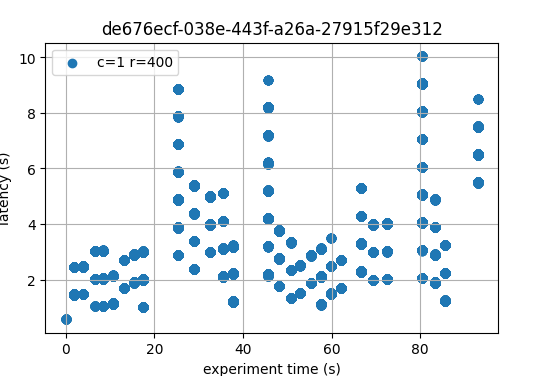 de676ecf-038e-443f-a26a-27915f29e312
c=1 r=400
10
8
6
4
2
latency (s)
0 20 40 60 80
experiment time (s)